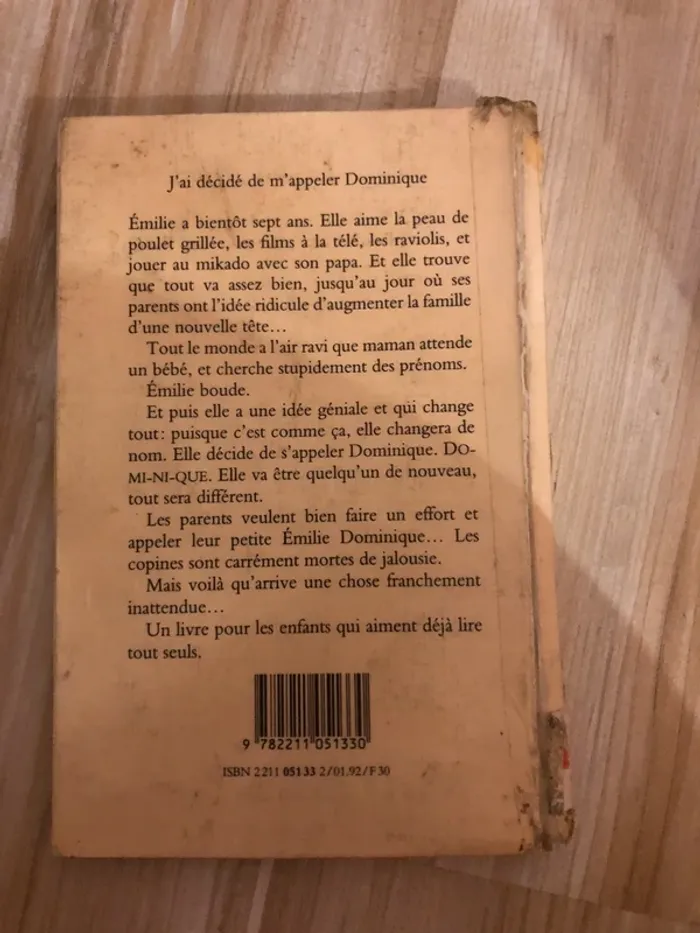 J'ai décidé de m'appeler Dominique
Émilie a bientôt sept ans. Elle aime la peau de
poulet grillée, les films à la télé, les raviolis, et
jouer au mikado avec son papa. Et elle trouve
que tout va assez bien, jusqu'au jour où ses
parents ont l'idée ridicule d'augmenter la famille
d'une nouvelle tête...
Tout le monde a l'air ravi que maman attende
un bébé, et cherche stupidement des prénoms.
Émilie boude.
Et puis elle a une idée géniale et qui change
tout: puisque c'est comme ça, elle changera de
nom. Elle décide de s'appeler Dominique. DO-
MI-NI-QUE. Elle va être quelqu'un de nouveau,
tout sera différent.
Les parents veulent bien faire un effort et
appeler leur petite Émilie Dominique... Les
copines sont carrément mortes de jalousie.
Mais voilà qu'arrive une chose franchement
inattendue...
Un livre pour les enfants qui aiment déjà lire
tout seuls.
9 782211 051330
ISBN 2 211 05133 2/01.92/F 30